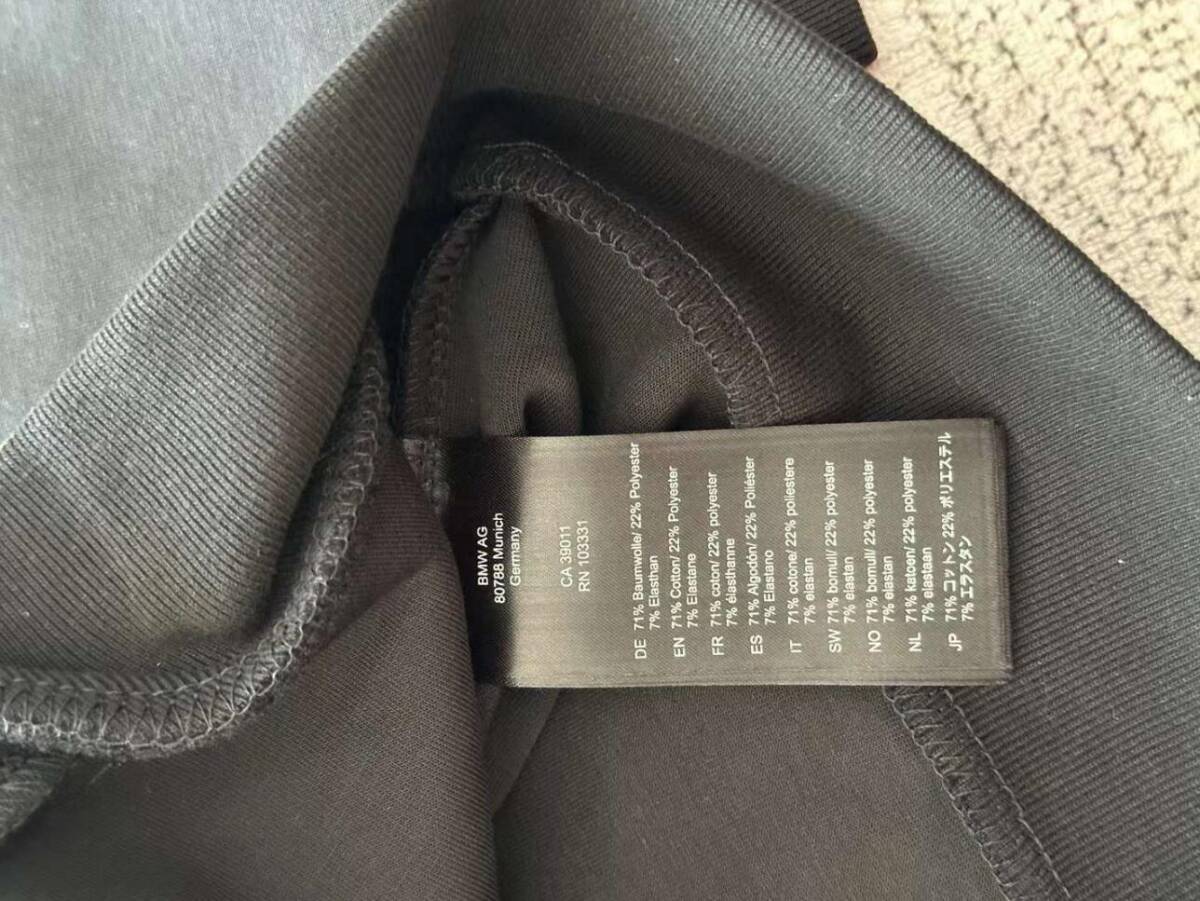 BMW AG
80788 Munich
Germany
CA 39011
RN 103331
DE 71% Baumwolle/ 22% Polyester
7% Elasthan
EN 71% Cotton/ 22% Polyester
7% Elastane
FR 71% coton/ 22% polyester
7% élasthanne
ES 71% Algodón/ 22% Poliéster
7% Elastano
IT 71% cotone/ 22% poliestere
7% elastan
SW 71% bomull/ 22% polyester
7% elastan
NO 71% bomull/ 22% polyester
7% elastan
NL 71% katoen/ 22% polyester
7% elastaan
JP 71% コットン 22% ポリエステル
7% エラスタン